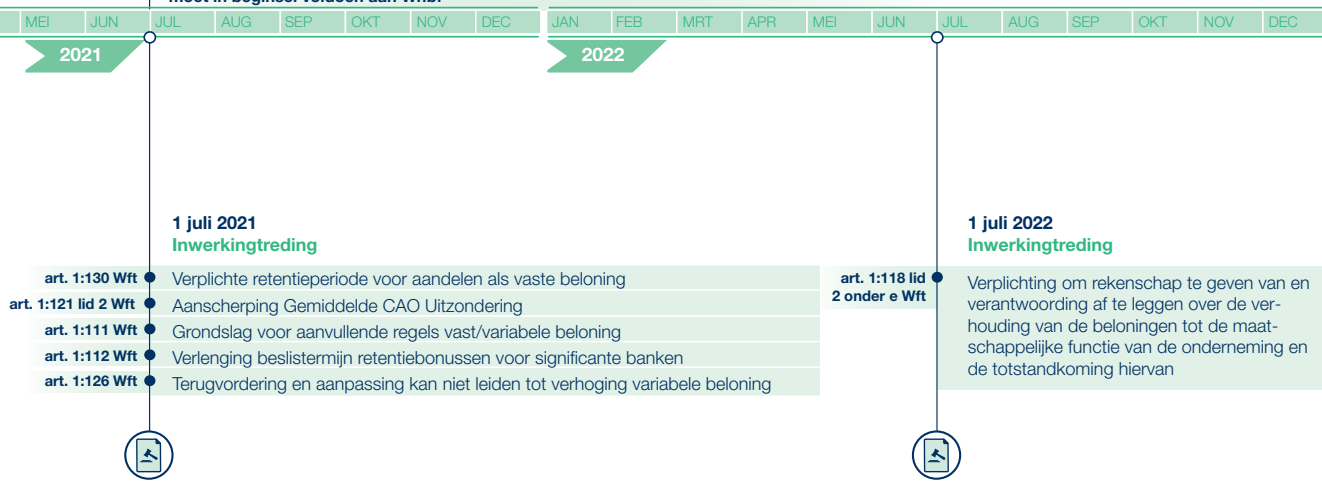 moet in beginsel voldoen aan Wnb.
MEI JUN JUL AUG SEP OKT NOV DEC JAN FEB MRT APR MEI JUN JUL AUG SEP OKT NOV DEC
2021
2022
1 juli 2021
Inwerkingtreding
art. 1:130 Wft Verplichte retentieperiode voor aandelen als vaste beloning
art. 1:121 lid 2 Wft Aanscherping Gemiddelde CAO Uitzondering
art. 1:111 Wft Grondslag voor aanvullende regels vast/variabele beloning
art. 1:112 Wft Verlenging beslistermijn retentiebonussen voor significante banken
art. 1:126 Wft Terugvordering en aanpassing kan niet leiden tot verhoging variabele beloning
1 juli 2022
Inwerkingtreding
art. 1:118 lid
2 onder e Wft
Verplichting om rekenschap te geven van en
verantwoording af te leggen over de ver-
houding van de beloningen tot de maat-
schappelijke functie van de onderneming en
de totstandkoming hiervan